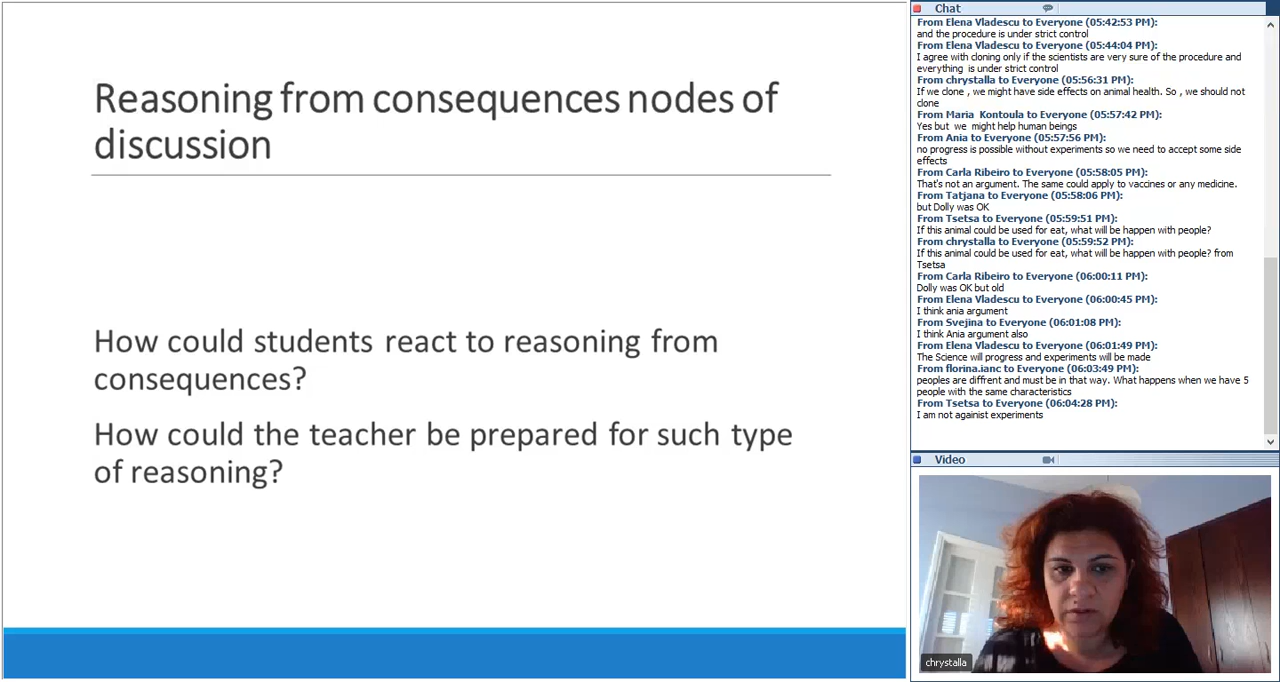 Reasoning from consequences nodes of
discussion
How could students react to reasoning from
consequences?
How could the teacher be prepared for such type
of reasoning?
Chat
From Elena Vladescu to Everyone (05:42:53 PM):
and the procedure is under strict control
From Elena Vladescu to Everyone (05:44:04 PM):
I agree with cloning only if the scientists are very sure of the procedure and
everything is under strict control
From chrystalla to Everyone (05:56:31 PM):
If we clone , we might have side effects on animal health. So , we should not
clone
From Maria Kontoula to Everyone (05:57:42 PM):
Yes but we might help human beings
From Ania to Everyone (05:57:56 PM):
no progress is possible without experiments so we need to accept some side
effects
From Carla Ribeiro to Everyone (05:58:05 PM):
That's not an argument. The same could apply to vaccines or any medicine.
From Tatjana to Everyone (05:58:06 PM):
but Dolly was OK
From Tsetsa to Everyone (05:59:51 PM):
If this animal could be used for eat, what will be happen with people?
From chrystalla to Everyone (05:59:52 PM):
If this animal could be used for eat, what will be happen with people? from
Tsetsa
From Carla Ribeiro to Everyone (06:00:11 PM):
Dolly was OK but old
From Elena Vladescu to Everyone (06:00:45 PM):
I think ania argument
From Svejina to Everyone (06:01:08 PM):
I think Ania argument also
From Elena Vladescu to Everyone (06:01:49 PM):
The Science will progress and experiments will be made
From florina.ianc to Everyone (06:03:49 PM):
peoples are diffrent and must be in that way. What happens when we have 5
people with the same characteristics
From Tsetsa to Everyone (06:04:28 PM):
I am not againist experiments
Video
chrystalla